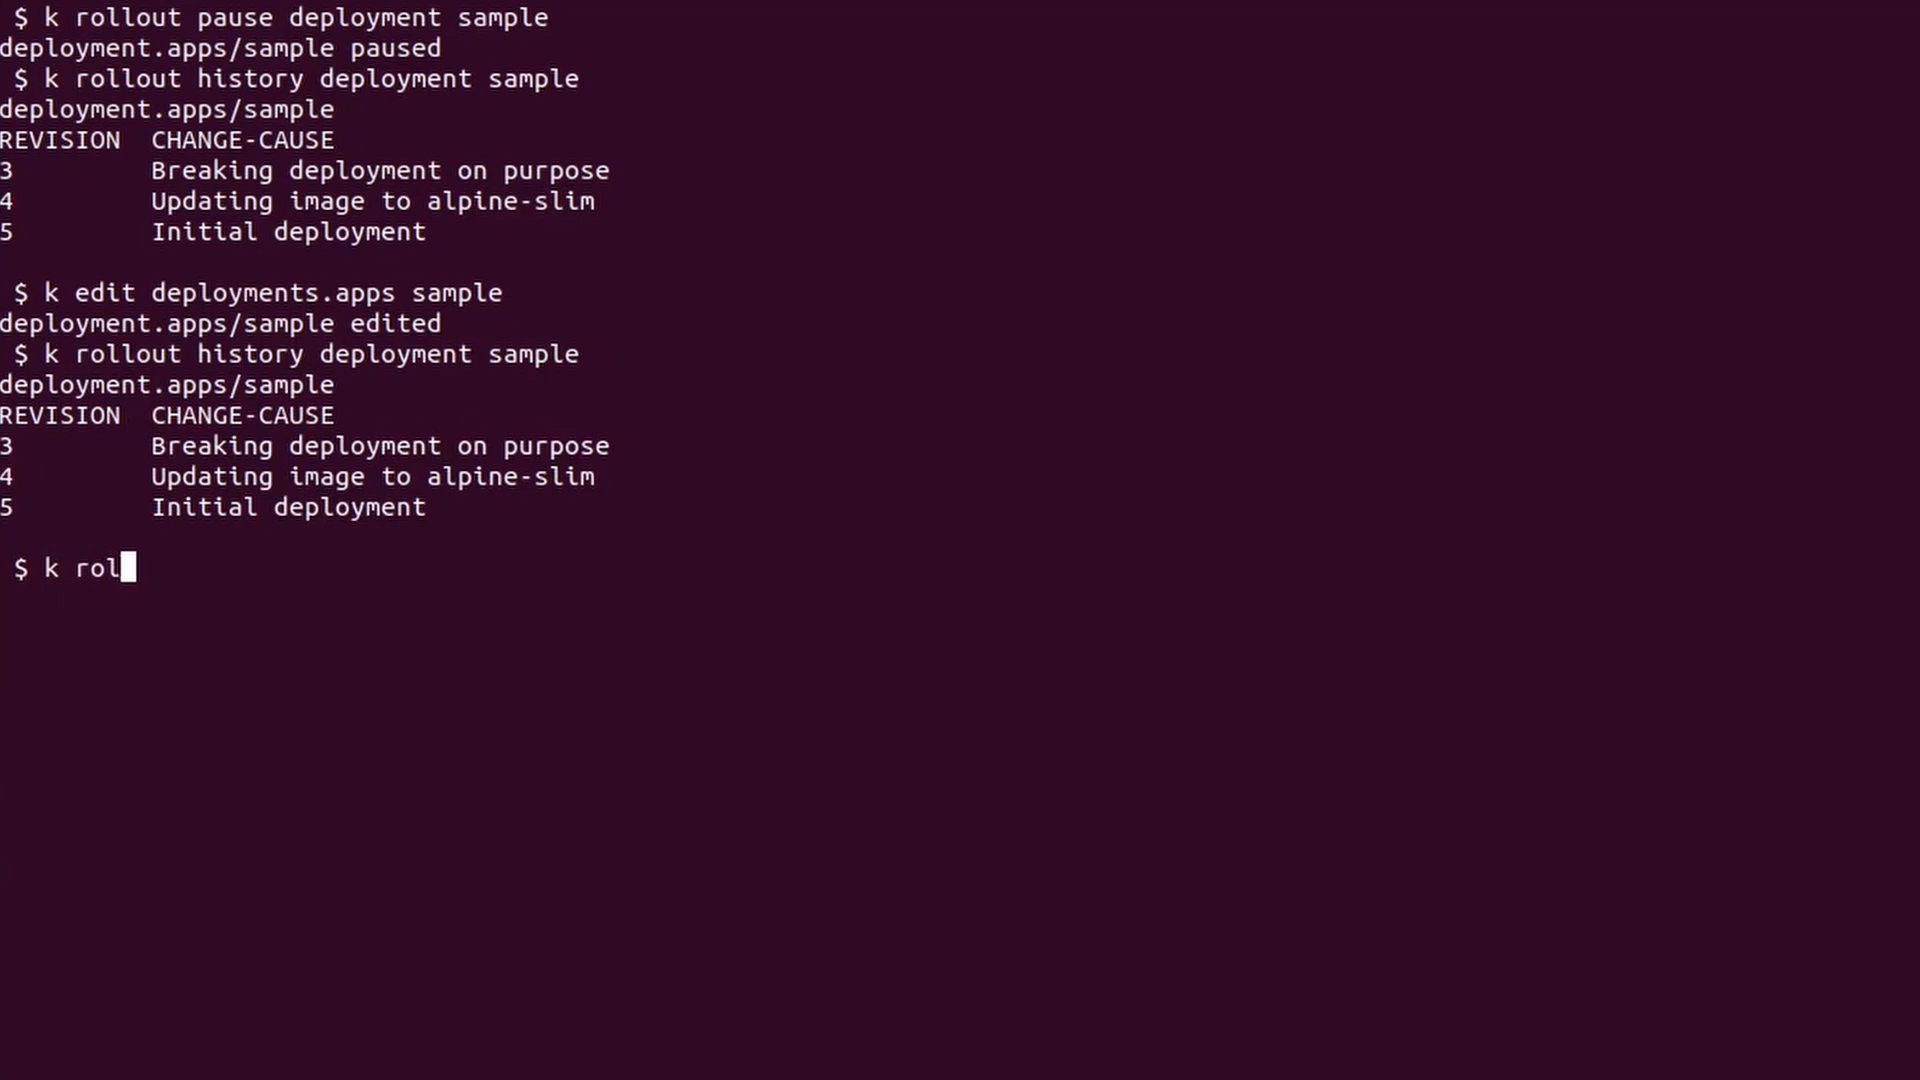 $ k rollout pause deployment sample
deployment.apps/sample paused
$ k rollout history deployment sample
deployment.apps/sample
REVISION  CHANGE-CAUSE
3         Breaking deployment on purpose
4         Updating image to alpine-slim
5         Initial deployment
$ k edit deployments.apps sample
deployment.apps/sample edited
$ k rollout history deployment sample
deployment.apps/sample
REVISION  CHANGE-CAUSE
3         Breaking deployment on purpose
4         Updating image to alpine-slim
5         Initial deployment
$ k rol